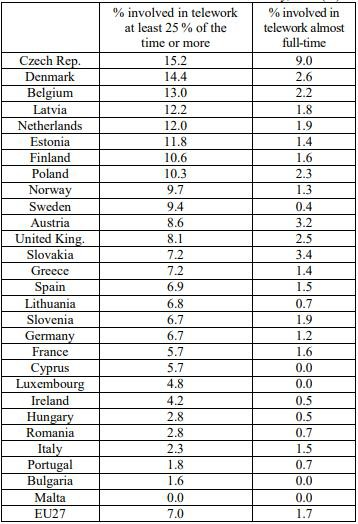 % involved in telework
at least 25 % of the
time or more
% involved in
telework almost
full-time
Czech Rep. 15.2 9.0
Denmark 14.4 2.6
Belgium 13.0 2.2
Latvia 12.2 1.8
Netherlands 12.0 1.9
Estonia 11.8 1.4
Finland 10.6 1.6
Poland 10.3 2.3
Norway 9.7 1.3
Sweden 9.4 0.4
Austria 8.6 3.2
United King. 8.1 2.5
Slovakia 7.2 3.4
Greece 7.2 1.4
Spain 6.9 1.5
Lithuania 6.8 0.7
Slovenia 6.7 1.9
Germany 6.7 1.2
France 5.7 1.6
Cyprus 5.7 0.0
Luxembourg 4.8 0.0
Ireland 4.2 0.5
Hungary 2.8 0.5
Romania 2.8 0.7
Italy 2.3 1.5
Portugal 1.8 0.7
Bulgaria 1.6 0.0
Malta 0.0 0.0
EU27 7.0 1.7